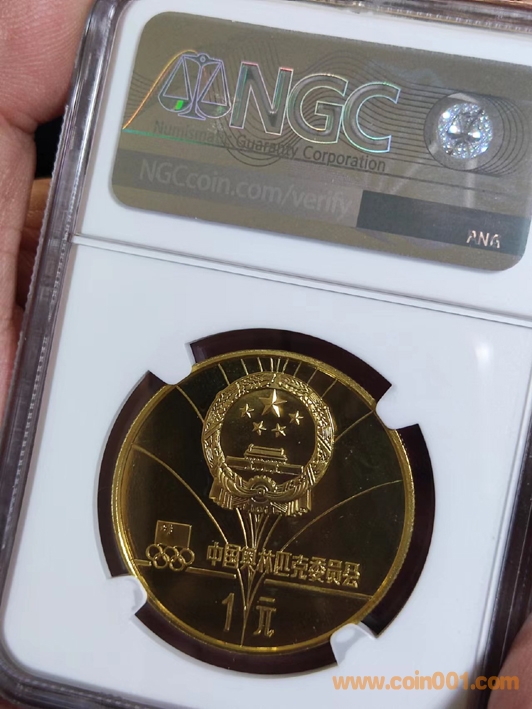 NGC
Numismatic Guaranty Corporation
NGCcoin.com/verify
中国奥林匹克委员会
1元
www.coin001.com